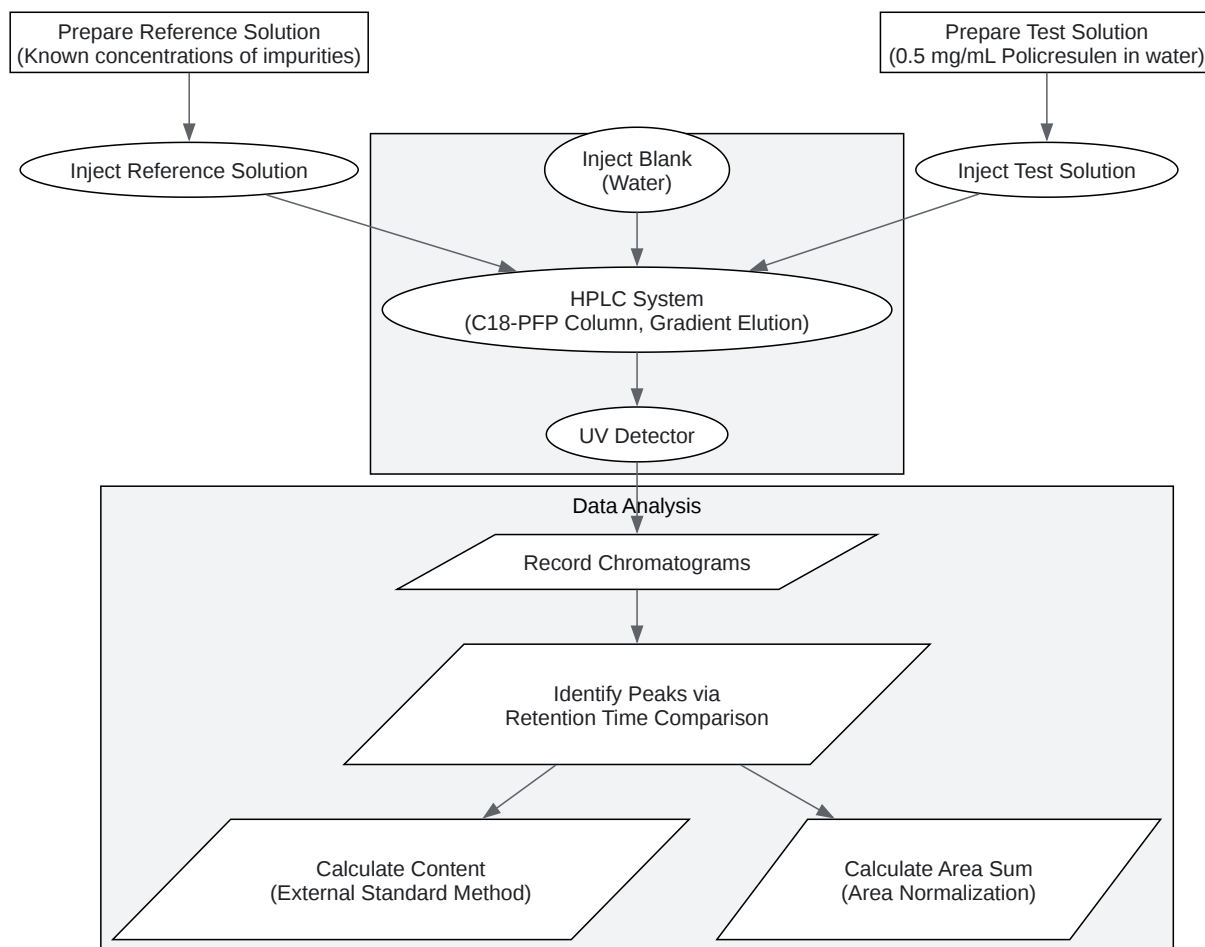 Prepare Reference Solution
(Known concentrations of impurities)
Prepare Test Solution
(0.5 mg/mL Policresulen in water)
Inject Reference Solution
Inject Blank
(Water)
Inject Test Solution
HPLC System
(C18-PFP Column, Gradient Elution)
UV Detector
Data Analysis
Record Chromatograms
Identify Peaks via
Retention Time Comparison
Calculate Content
(External Standard Method)
Calculate Area Sum
(Area Normalization)